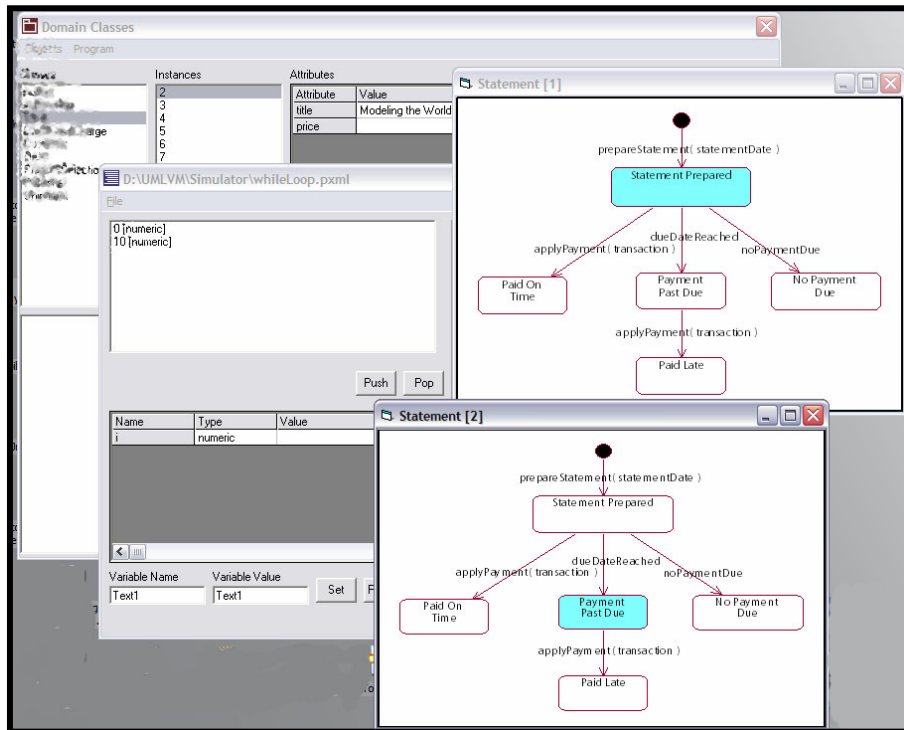 Domain Classes
Program
Instances
2
3
4
5
6
7
Attributes
Attribute Value
title Modeling the World
price
D:\UMLVM\Simulator\whileLoop.pxml
File
0 [numeric]
10 [numeric]
Push Pop
Name Type Value
i numeric
Variable Name Variable Value
Text1 Text1 Set
Statement [1]
prepareStatement( statementDate )
Statement Prepared
dueDateReached
applyPayment( transaction ) noPaymentDue
Paid On
Time
Payment
Past Due
No Payment
Due
applyPayment( transaction )
Paid Late
Statement [2]
prepareStatement( statementDate )
Statement Prepared
dueDateReached
applyPayment( transaction ) noPaymentDue
Paid On
Time
Payment
Past Due
No Payment
Due
applyPayment( transaction )
Paid Late